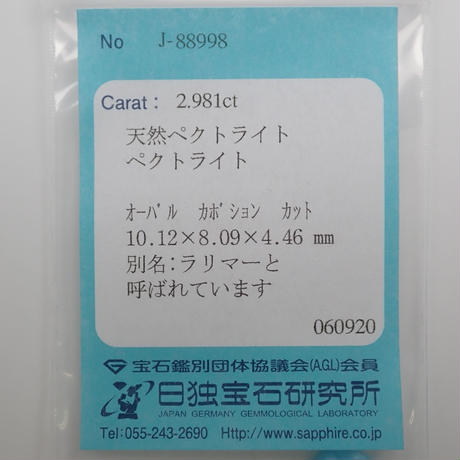 No J-88998
Carat : 2.981ct
天然ペクトライト
ペクトライト
ｵｰﾊﾞﾙ ｶﾎﾞｼｮﾝ ｶｯﾄ
10.12×8.09×4.46 mm
別名:ラリマーと
呼ばれています
060920
宝石鑑別団体協議会(AGL)会員
日独宝石研究所
JAPAN GERMANY GEMMOLOGICAL LABORATORY
Tel:055-243-2690 Http://www.sapphire.co.jp